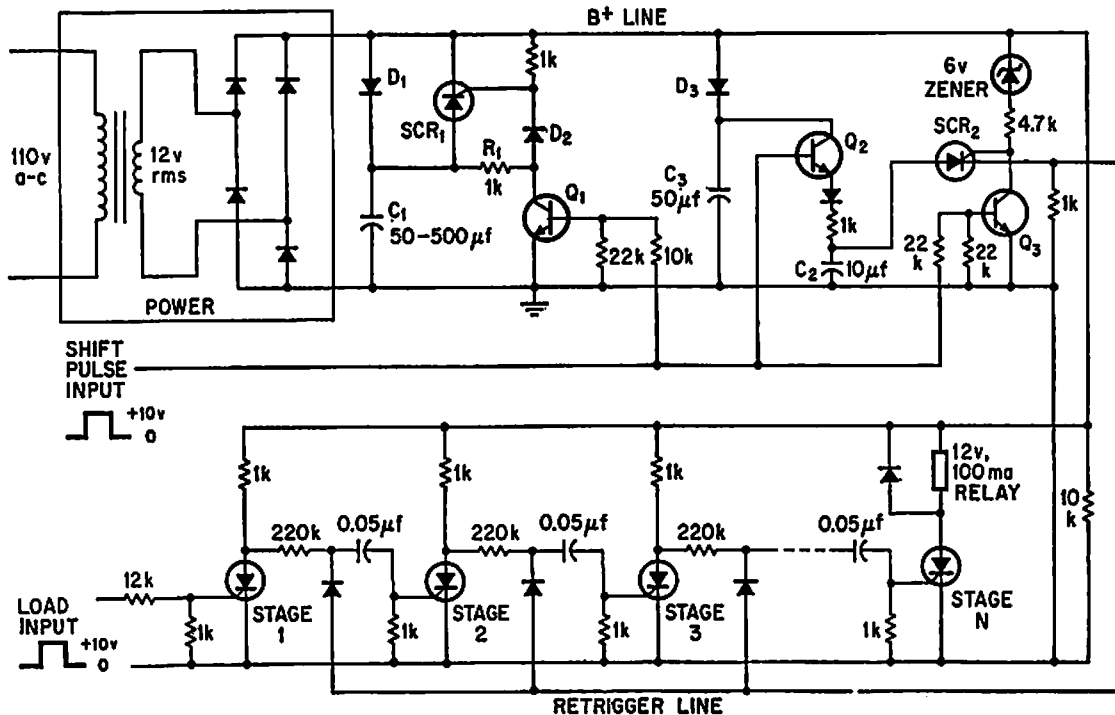 B+ LINE
1k
6v
ZENER
D1
D3
SCR1
D2
4.7k
SCR2
Q2
110v
a-c
12v
rms
R1
1k
C3
50μf
1k
1k
C1
50-500μf
Q1
22k
10k
Q3
22
k
22
k
C2
10μf
POWER
SHIFT
PULSE
INPUT
+10v
0
1k
1k
1k
12v,
100ma
RELAY
10
k
220k
0.05μf
220k
0.05μf
220k
0.05μf
12k
LOAD
INPUT
+10v
0
1k
STAGE
1
1k
STAGE
2
1k
STAGE
3
1k
STAGE
N
RETRIGGER LINE